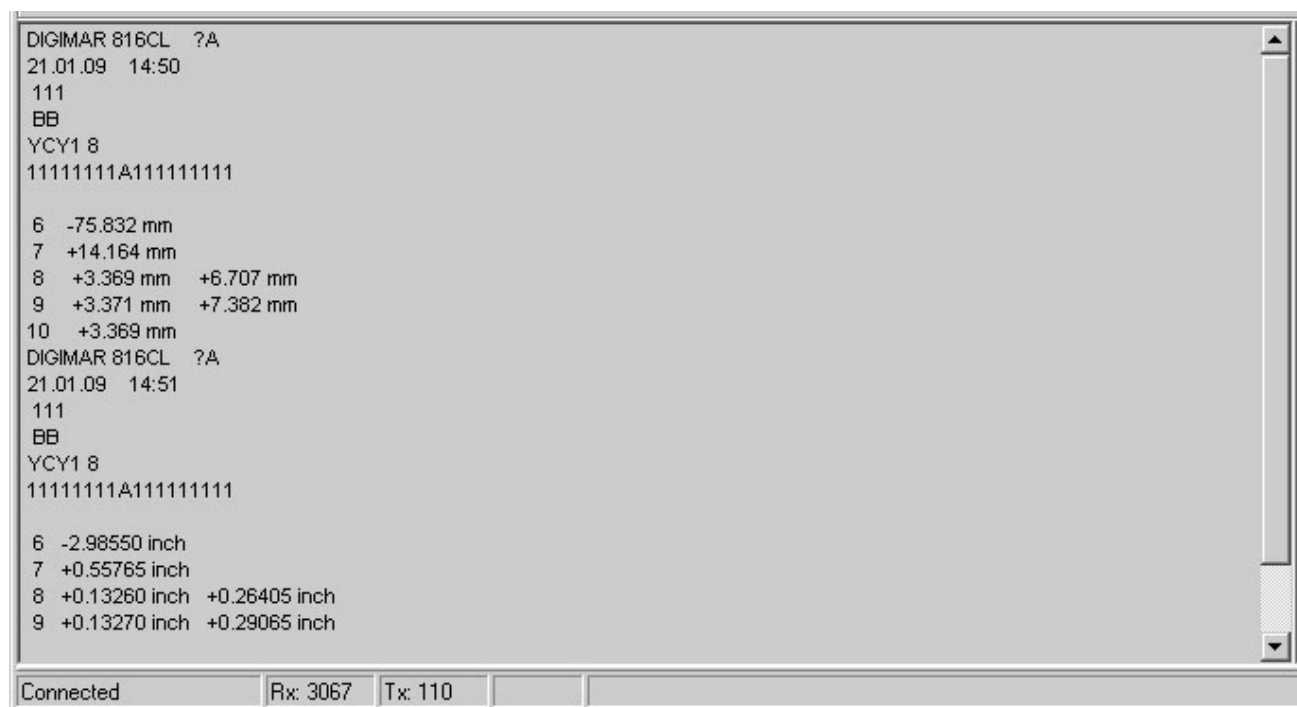 DIGIMAR 816CL ?A
21.01.09 14:50
111
BB
YCY1 8
11111111A111111111
6 -75.832 mm
7 +14.164 mm
8 +3.369 mm +6.707 mm
9 +3.371 mm +7.382 mm
10 +3.369 mm
DIGIMAR 816CL ?A
21.01.09 14:51
111
BB
YCY1 8
11111111A111111111
6 -2.98550 inch
7 +0.55765 inch
8 +0.13260 inch +0.26405 inch
9 +0.13270 inch +0.29065 inch
Connected Rx: 3067 Tx: 110